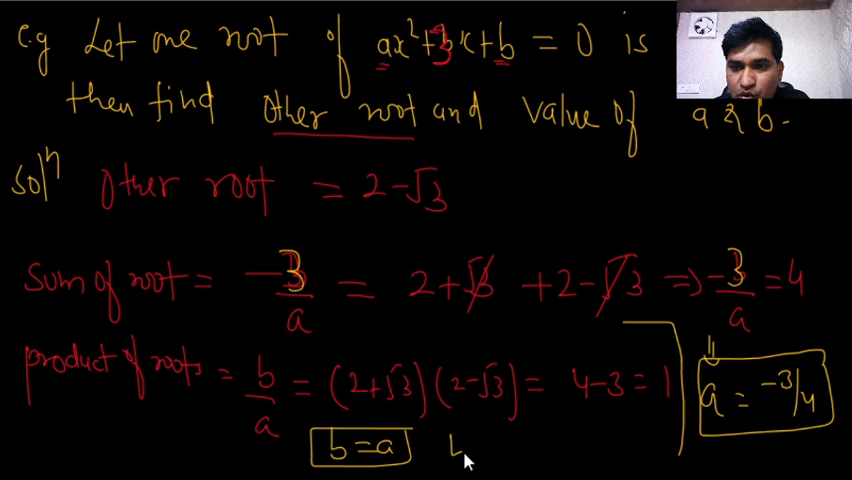 e.g Let one root of ax²+3x+b = 0 is
then find other root and value of a & b.
Solⁿ Other root = 2-√3
Sum of root = -3/a = 2+√3 +2-√3 ⇒ -3/a = 4
product of roots = b/a = (2+√3)(2-√3) = 4-3 = 1
a = -3/4
b = a